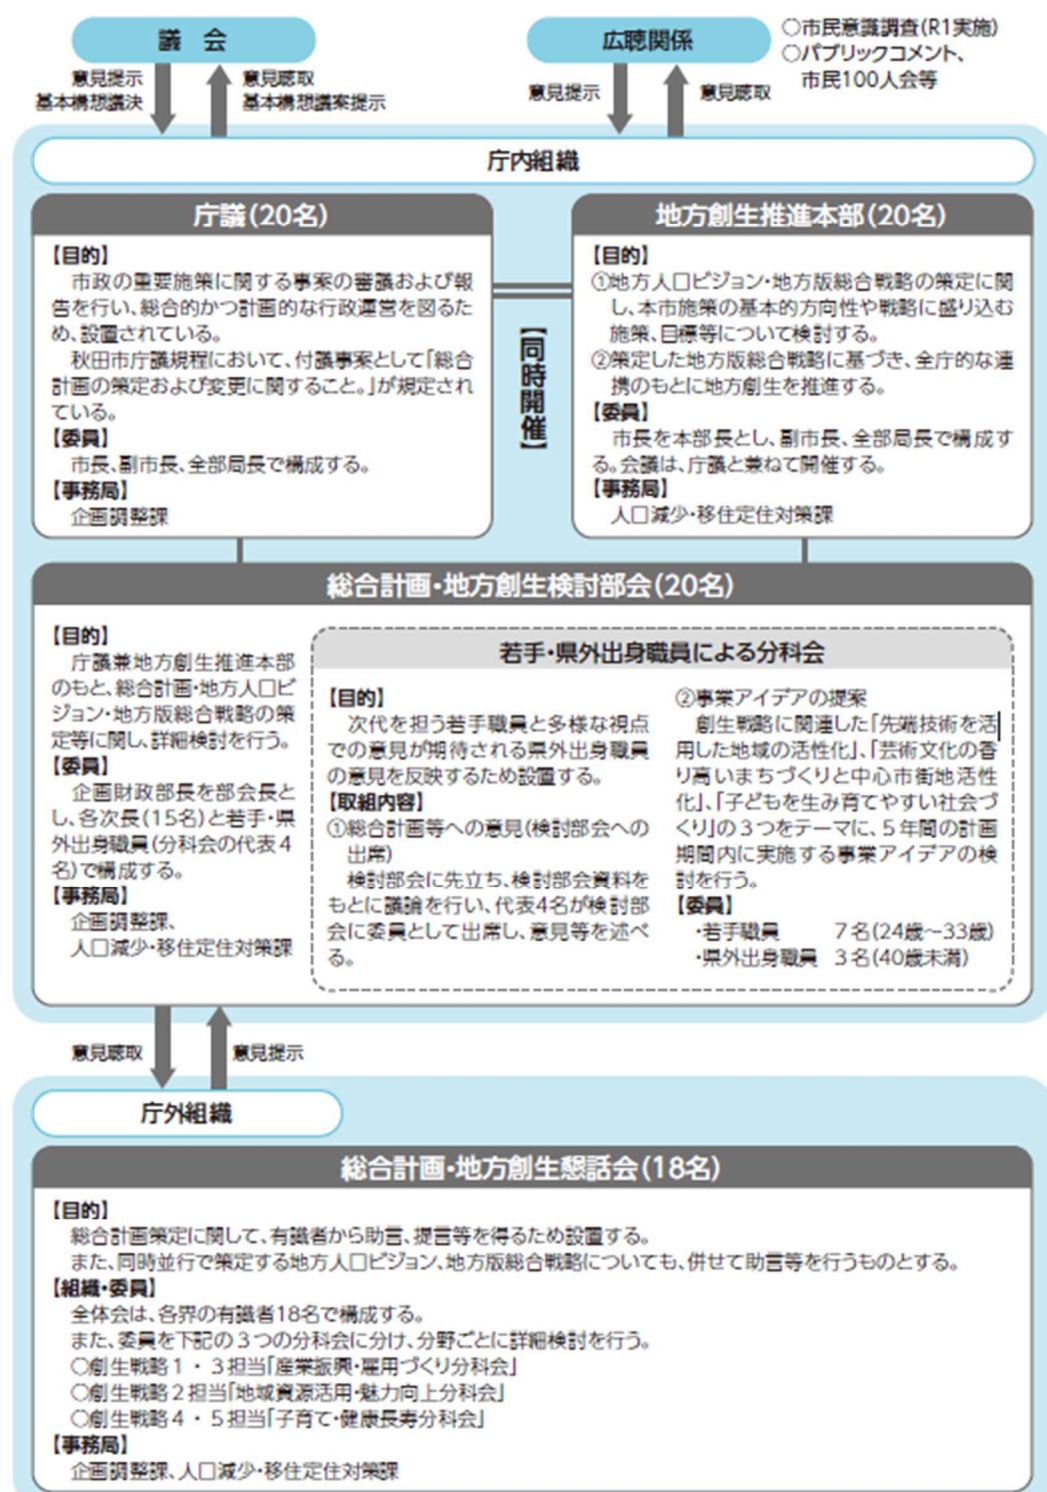 議 会
意見提示
基本構想議決
意見聴取
基本構想議案提示
広聴関係
意見提示
意見聴取
○市民意識調査(R1実施)
○パブリックコメント、
市民100人会等
庁内組織
庁議(20名)
【目的】
市政の重要施策に関する事案の審議および報
告を行い、総合的かつ計画的な行政運営を図るた
め、設置されている。
秋田市庁議規程において、付議事案として「総合
計画の策定および変更に関すること。」が規定され
ている。
【委員】
市長、副市長、全部局長で構成する。
【事務局】
企画調整課
【同時開催】
地方創生推進本部(20名)
【目的】
①地方人口ビジョン・地方版総合戦略の策定に関
し、本市施策の基本的方向性や戦略に盛り込む
施策、目標等について検討する。
②策定した地方版総合戦略に基づき、全庁的な連
携のもとに地方創生を推進する。
【委員】
市長を本部長とし、副市長、全部局長で構成す
る。会議は、庁議と兼ねて開催する。
【事務局】
人口減少・移住定住対策課
総合計画・地方創生検討部会(20名)
【目的】
庁議兼地方創生推進本部
のもと、総合計画・地方人口ビ
ジョン・地方版総合戦略の策
定等に関し、詳細検討を行う。
【委員】
企画財政部長を部会長と
し、各次長(15名)と若手・県
外出身職員(分科会の代表4
名)で構成する。
【事務局】
企画調整課、
人口減少・移住定住対策課
若手・県外出身職員による分科会
【目的】
次代を担う若手職員と多様な視点
での意見が期待される県外出身職員
の意見を反映するため設置する。
【取組内容】
①総合計画等への意見(検討部会への
出席)
検討部会に先立ち、検討部会資料を
もとに議論を行い、代表4名が検討部
会に委員として出席し、意見等を述べ
る。
②事業アイデアの提案
創生戦略に関連した「先端技術を活
用した地域の活性化」、「芸術文化の香
り高いまちづくりと中心市街地活性
化」、「子どもを生み育てやすい社会づ
くり」の3つをテーマに、5年間の計画
期間内に実施する事業アイデアの検
討を行う。
【委員】
・若手職員 7名(24歳~33歳)
・県外出身職員 3名(40歳未満)
意見聴取
意見提示
庁外組織
総合計画・地方創生懇話会(18名)
【目的】
総合計画策定に関して、有識者から助言、提言等を得るため設置する。
また、同時並行で策定する地方人口ビジョン、地方版総合戦略についても、併せて助言等を行うものとする。
【組織・委員】
全体会は、各界の有識者18名で構成する。
また、委員を下記の3つの分科会に分け、分野ごとに詳細検討を行う。
○創生戦略1・3担当「産業振興・雇用づくり分科会」
○創生戦略2担当「地域資源活用・魅力向上分科会」
○創生戦略4・5担当「子育て・健康長寿分科会」
【事務局】
企画調整課、人口減少・移住定住対策課